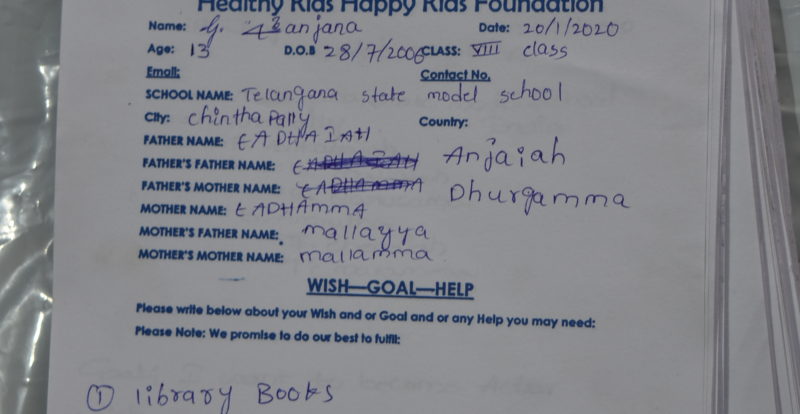 Healthy Kids Happy Kids Foundation
Name: G. Ranjana Date: 20/1/2020
Age: 13 D.O.B 28/7/2006 CLASS: VIII class
Email: Contact No.
SCHOOL NAME: Telangana state model school
City: chintha pally Country:
FATHER NAME: EADHAIAH
FATHER'S FATHER NAME: EADHAIAH Anjaiah
FATHER'S MOTHER NAME: EADHAmmA Dhurgamma
MOTHER NAME: EADHAmmA
MOTHER'S FATHER NAME: mallayya
MOTHER'S MOTHER NAME: mallamma
WISH—GOAL—HELP
Please write below about your Wish and or Goal and or any Help you may need:
Please Note: We promise to do our best to fulfil:
① library Books